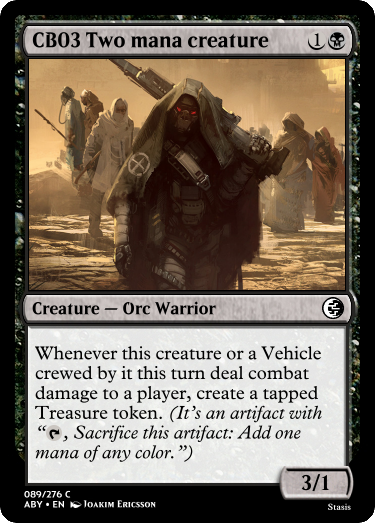 CB03 Two mana creature 1
Creature — Orc Warrior
Whenever this creature or a Vehicle
crewed by it this turn deal combat
damage to a player, create a tapped
Treasure token. (It's an artifact with
“, Sacrifice this artifact: Add one
mana of any color.”)
3/1
089/276 C
ABY • EN Joakim Ericsson
Stasis